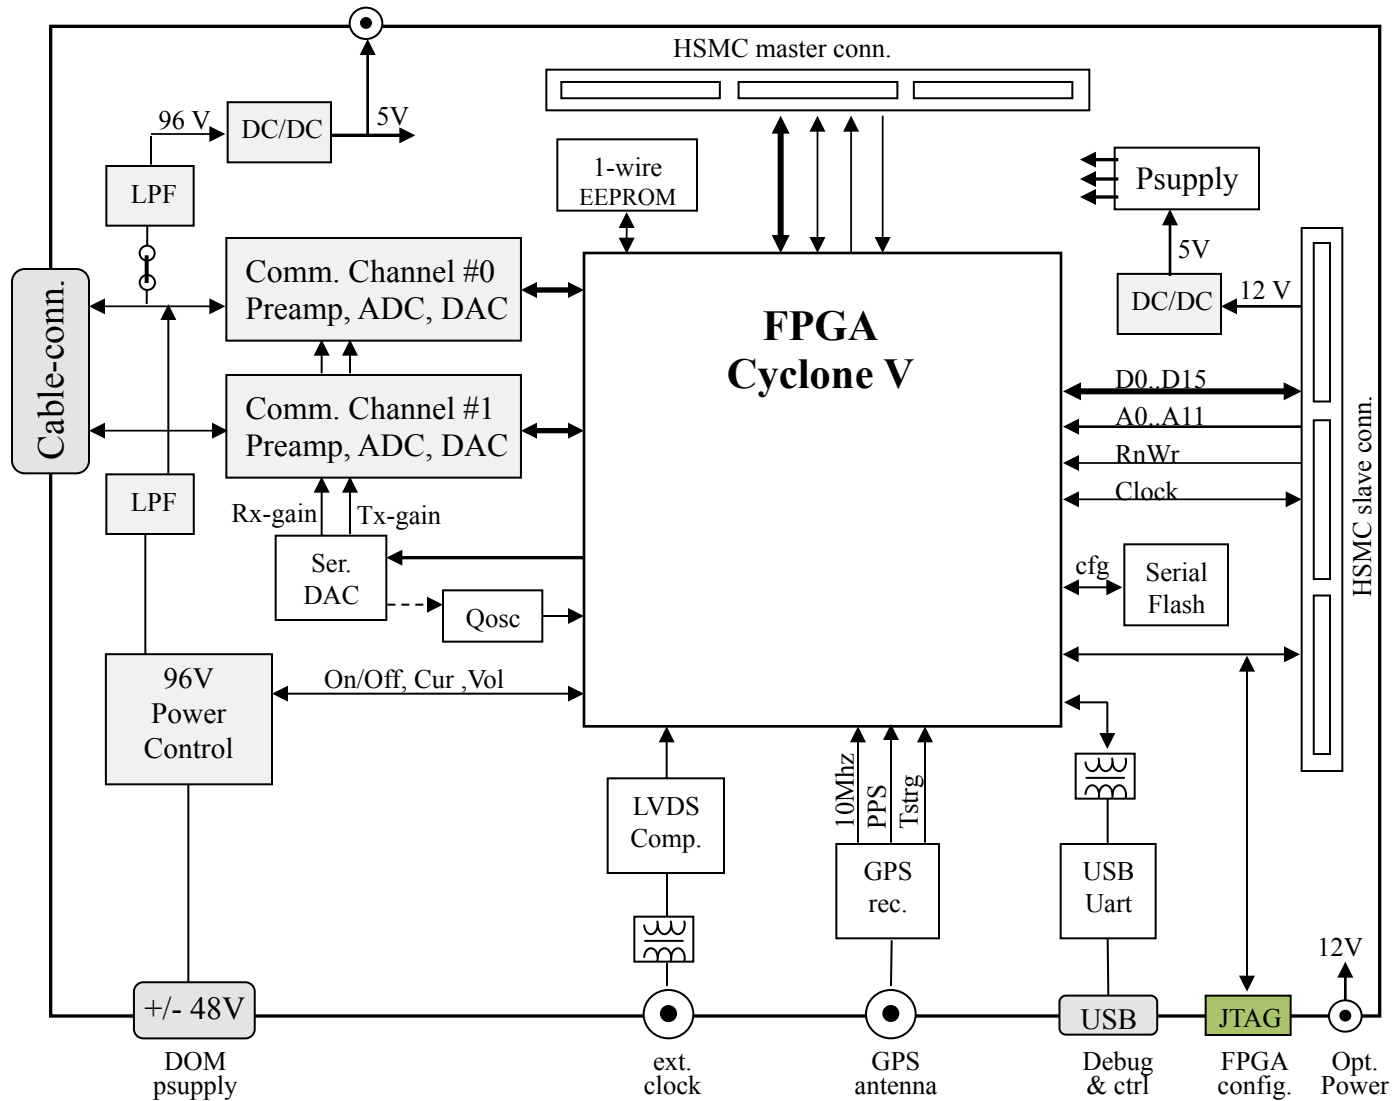 HSMC master conn.
96 V
DC/DC
5V
LPF
1-wire
EEPROM
Psupply
5V
DC/DC
12 V
Cable-conn.
Comm. Channel #0
Preamp, ADC, DAC
FPGA
Cyclone V
Comm. Channel #1
Preamp, ADC, DAC
D0..D15
A0..A11
RnWr
Clock
HSMC slave conn.
LPF
Rx-gain
Tx-gain
Ser.
DAC
Qosc
cfg
Serial
Flash
96V
Power
Control
On/Off, Cur ,Vol
LVDS
Comp.
10Mhz
PPS
Tstrg
GPS
rec.
USB
Uart
12V
+/- 48V
USB
JTAG
DOM
psupply
ext.
clock
GPS
antenna
Debug
& ctrl
FPGA
config.
Opt.
Power